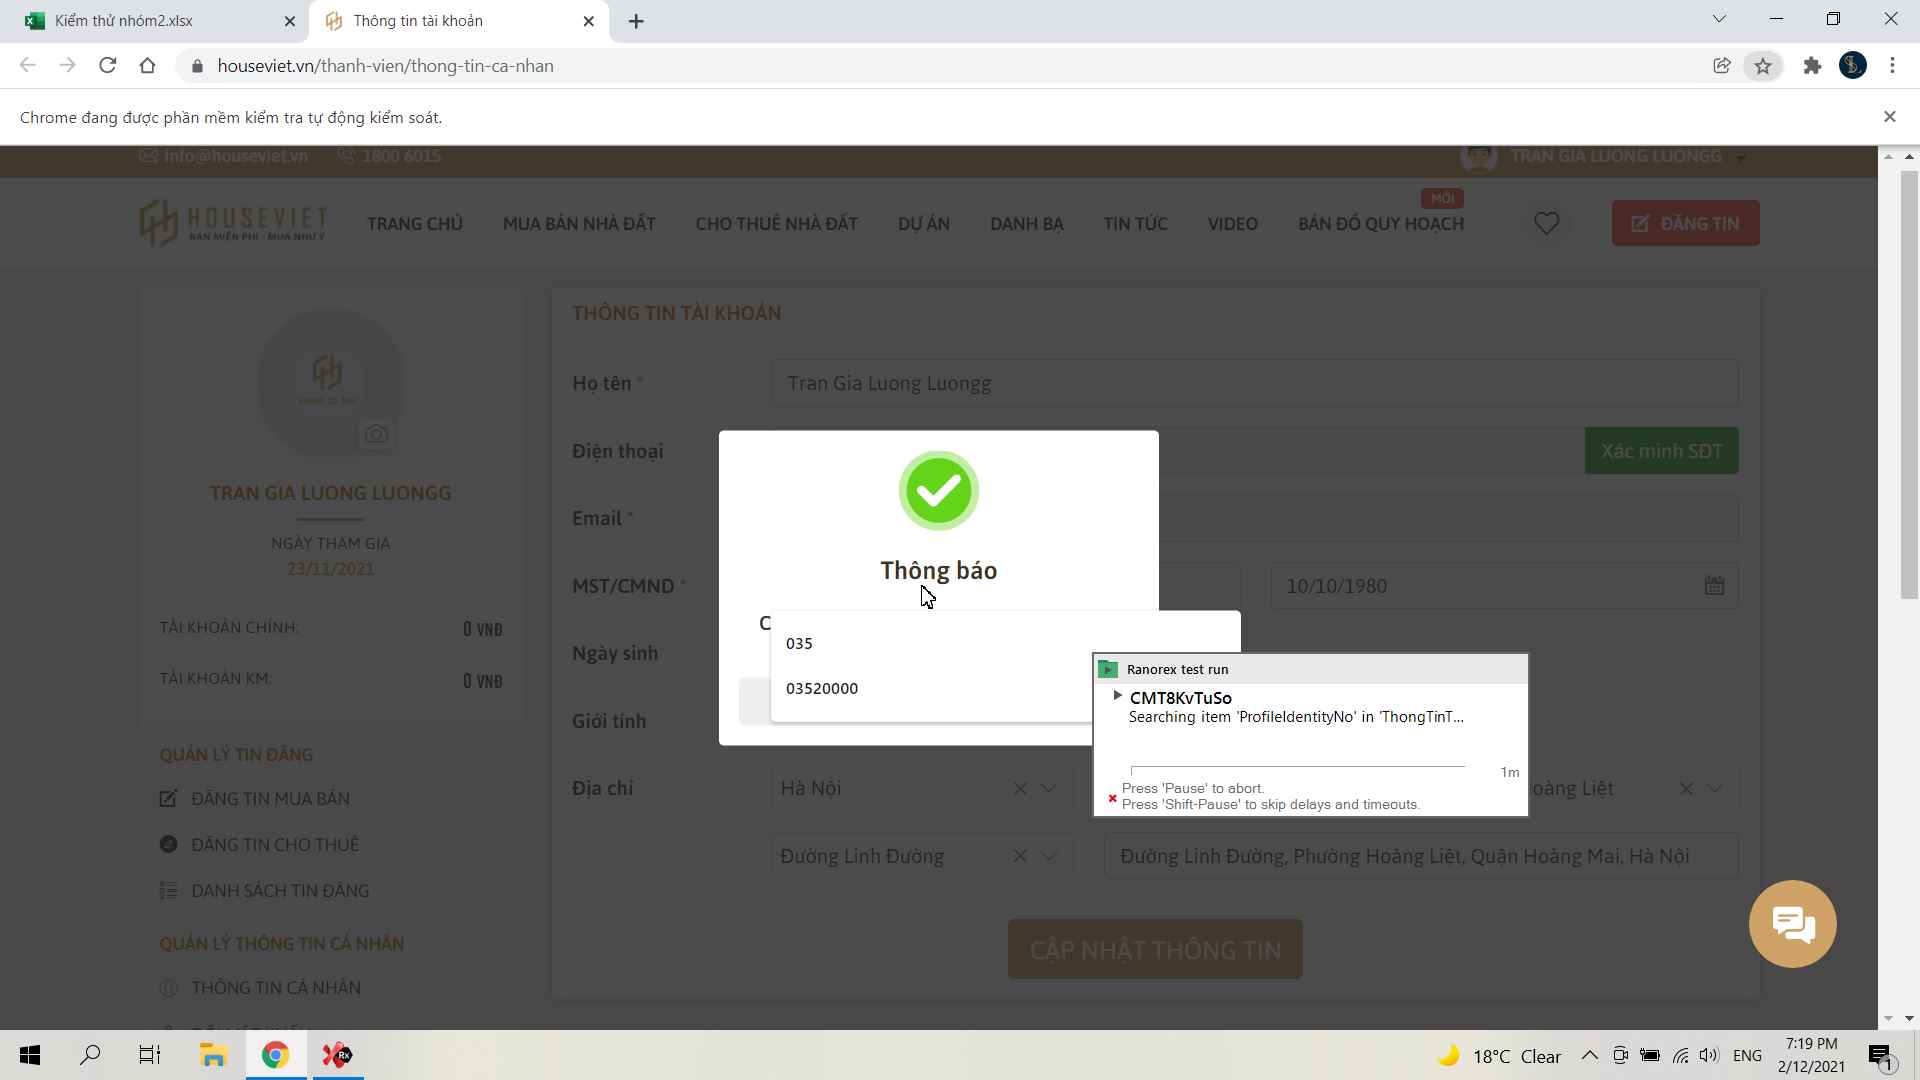 Kiểm thử nhóm2.xlsx
Thông tin tài khoản
houseviet.vn/thanh-vien/thong-tin-ca-nhan
Chrome đang được phần mềm kiểm tra tự động kiểm soát.
info@houseviet.vn
1800 6015
TRAN GIA LUONG LUONGG
HOUSEVIET
BÁN MIỄN PHÍ - MUA NHƯ Ý
TRANG CHỦ
MUA BÁN NHÀ ĐẤT
CHO THUÊ NHÀ ĐẤT
DỰ ÁN
DANH BẠ
TIN TỨC
VIDEO
MỚI
BẢN ĐỒ QUY HOẠCH
ĐĂNG TIN
TRAN GIA LUONG LUONGG
NGÀY THAM GIA
23/11/2021
TÀI KHOẢN CHÍNH: 0 VNĐ
TÀI KHOẢN KM: 0 VNĐ
QUẢN LÝ TIN ĐĂNG
ĐĂNG TIN MUA BÁN
ĐĂNG TIN CHO THUÊ
DANH SÁCH TIN ĐĂNG
QUẢN LÝ THÔNG TIN CÁ NHÂN
THÔNG TIN CÁ NHÂN
THÔNG TIN TÀI KHOẢN
Họ tên *
Tran Gia Luong Luongg
Điện thoại
Xác minh SĐT
Email *
MST/CMND *
10/10/1980
Ngày sinh
Giới tính
Địa chỉ
Hà Nội
oàng Liệt
Đường Linh Đường
Đường Linh Đường, Phường Hoàng Liệt, Quận Hoàng Mai, Hà Nội
CẬP NHẬT THÔNG TIN
Thông báo
C
035
03520000
Ranorex test run
CMT8KvTuSo
Searching item 'ProfileIdentityNo' in 'ThongTinT...
1m
Press 'Pause' to abort.
Press 'Shift-Pause' to skip delays and timeouts.
18°C Clear
ENG
7:19 PM
2/12/2021
1